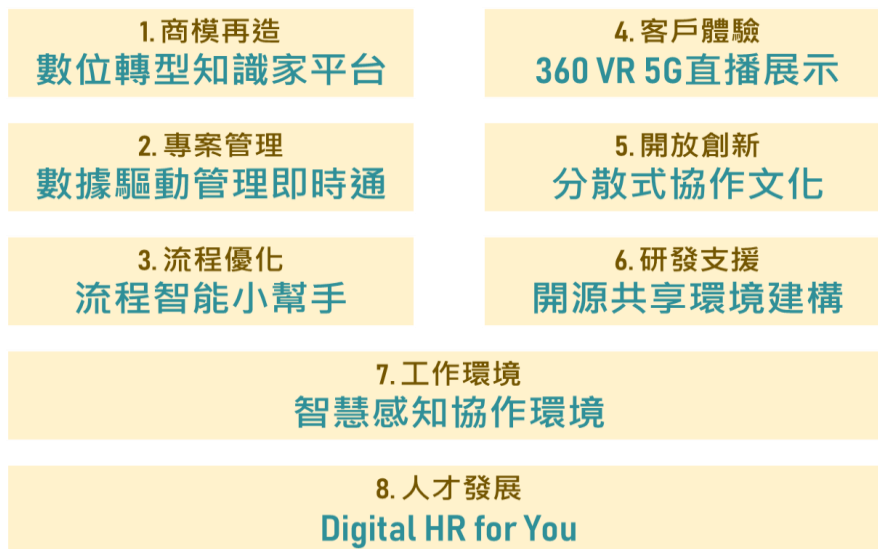 1. 商模再造
數位轉型知識家平台
2. 專案管理
數據驅動管理即時通
3. 流程優化
流程智能小幫手
4. 客戶體驗
360 VR 5G直播展示
5. 開放創新
分散式協作文化
6. 研發支援
開源共享環境建構
7. 工作環境
智慧感知協作環境
8. 人才發展
Digital HR for You